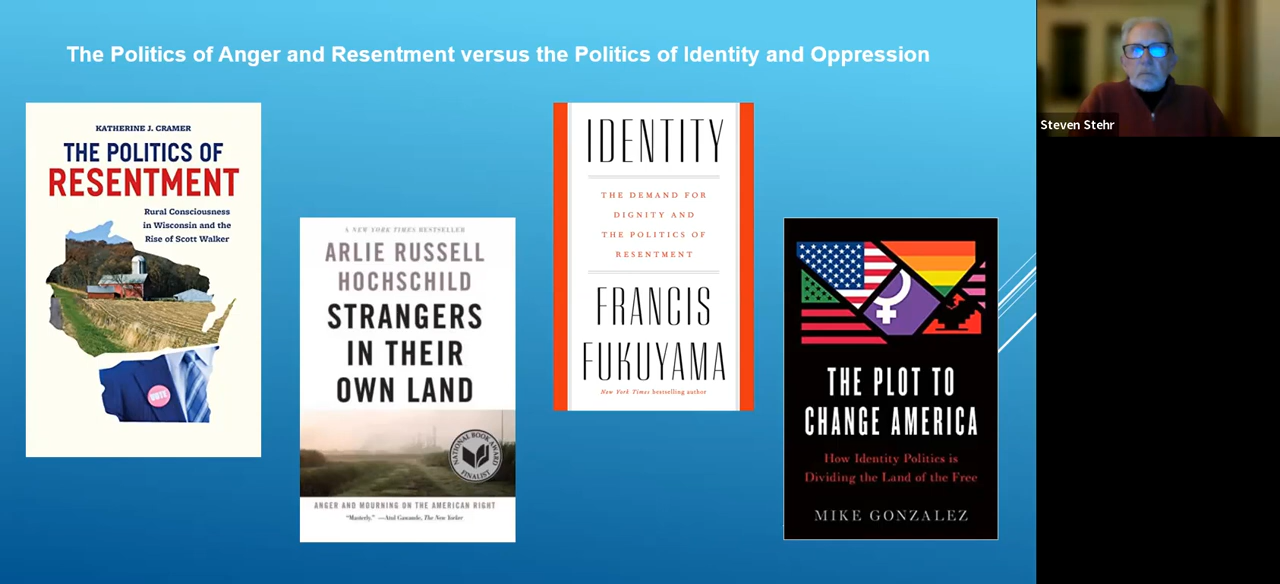 The Politics of Anger and Resentment versus the Politics of Identity and Oppression
KATHERINE J. CRAMER
THE POLITICS OF
RESENTMENT
Rural Consciousness
in Wisconsin and the
Rise of Scott Walker
VOTE
A NEW YORK TIMES BESTSELLER
ARLIE RUSSELL
HOCHSCHILD
STRANGERS
IN THEIR
OWN LAND
NATIONAL BOOK AWARD
FINALIST
ANGER AND MOURNING ON THE AMERICAN RIGHT
"Masterly." —Atul Gawande, The New Yorker
IDENTITY
THE DEMAND FOR
DIGNITY AND
THE POLITICS OF
RESENTMENT
FRANCIS
FUKUYAMA
New York Times bestselling author
THE PLOT TO
CHANGE AMERICA
How Identity Politics is
Dividing the Land of the Free
MIKE GONZALEZ
Steven Stehr